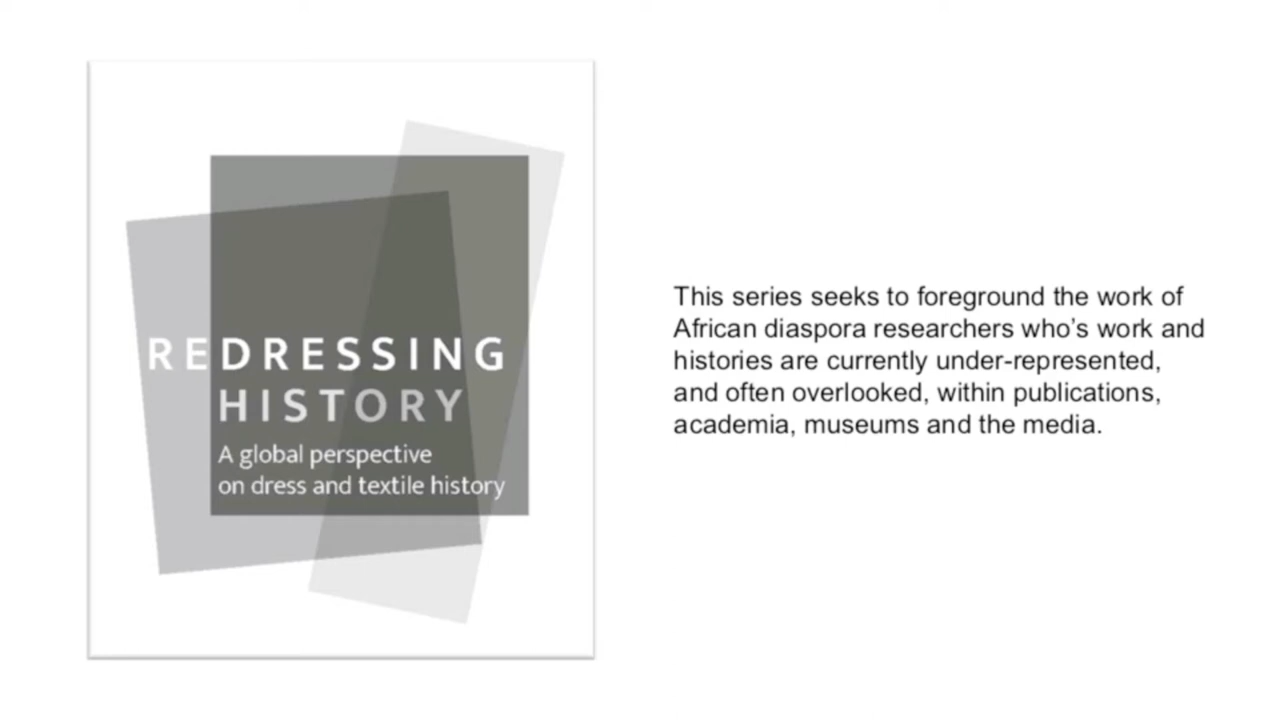 REDRESSING
HISTORY
A global perspective
on dress and textile history
This series seeks to foreground the work of
African diaspora researchers who's work and
histories are currently under-represented,
and often overlooked, within publications,
academia, museums and the media.